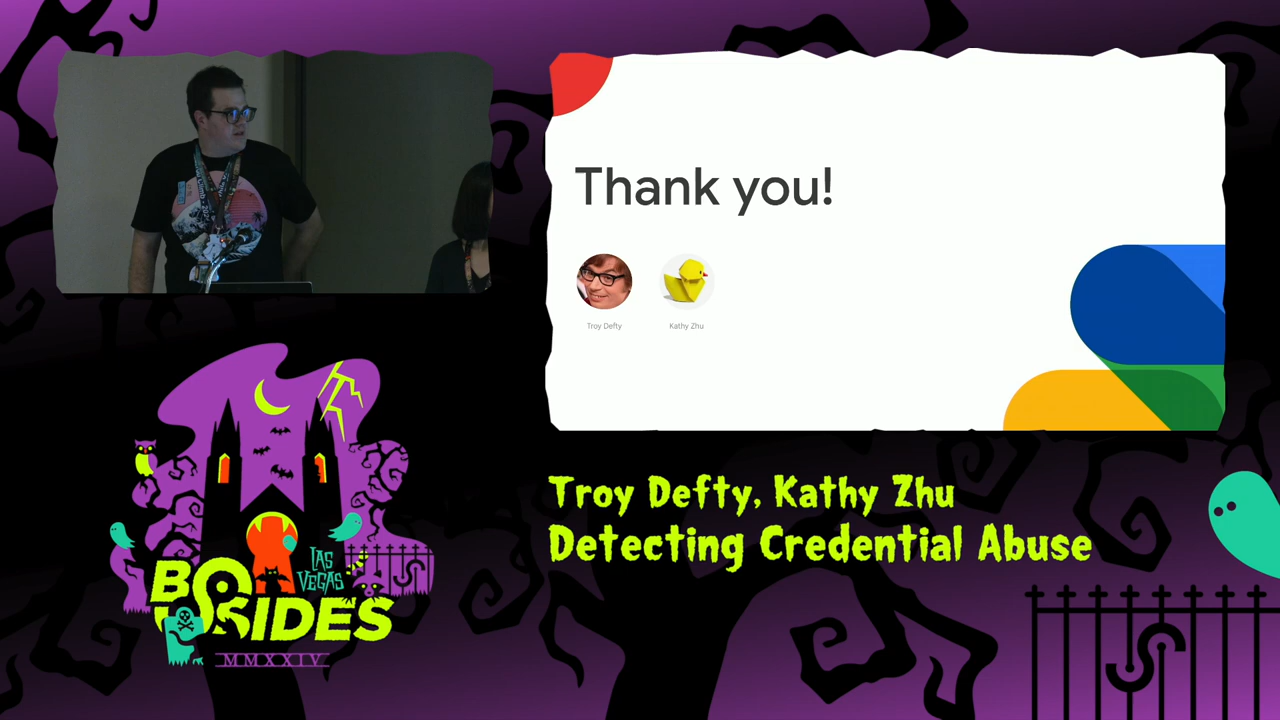 Thank you!
Troy Defty
Kathy Zhu
Troy Defty, Kathy Zhu
Detecting Credential Abuse
LAS
VEGAS
BSIDES
MMXXIV